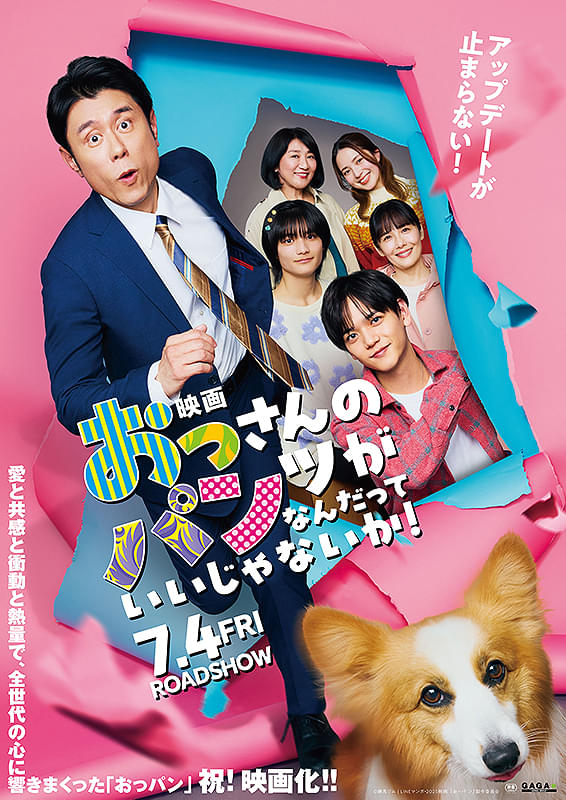 アップデートが
止まらない!
映画
おっさんの
パンツが
なんだって
いいじゃないか!
7.4 FRI
ROADSHOW
愛と共感と衝動と熱量で、全世代の心に
響きまくった「おっパン」祝!映画化!!
GAGA